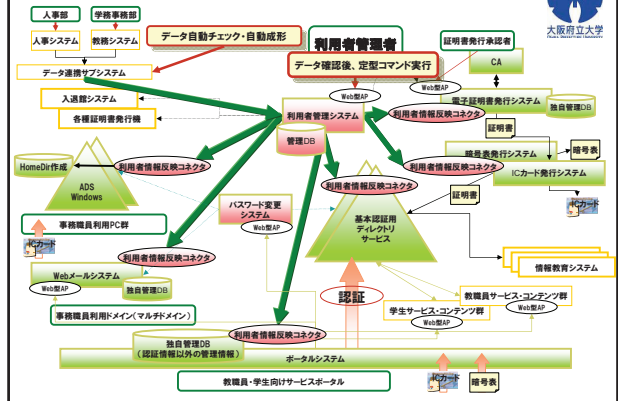 人事部
学務事務部
大阪府立大学
人事システム
教務システム
データ自動チェック・自動成形
利用者管理者
証明書発行承認者
データ連携サブシステム
データ確認後、定型コマンド実行
CA
Web型AP
Web型AP
入退館システム
各種証明書発行機
利用者管理システム
管理DB
利用者情報反映コネクタ
電子証明書発行システム
独自管理DB
証明書
暗号表発行システム
暗号表
HomeDir作成
利用者情報反映コネクタ
利用者情報反映コネクタ
ICカード発行システム
利用者情報反映コネクタ
ADS
Windows
パスワード変更
システム
Web型AP
基本認証用
ディレクトリ
サービス
証明書
ICカード
事務職員利用PC群
ICカード
利用者情報反映コネクタ
Webメールシステム
Web型AP
独自管理DB
情報教育システム
認証
教職員サービス・コンテンツ群
Web型AP
学生サービス・コンテンツ群
Web型AP
事務職員利用ドメイン(マルチドメイン)
利用者情報反映コネクタ
独自管理DB
(認証情報以外の管理情報)
ポータルシステム
教職員・学生向けサービスポータル
ICカード
暗号表